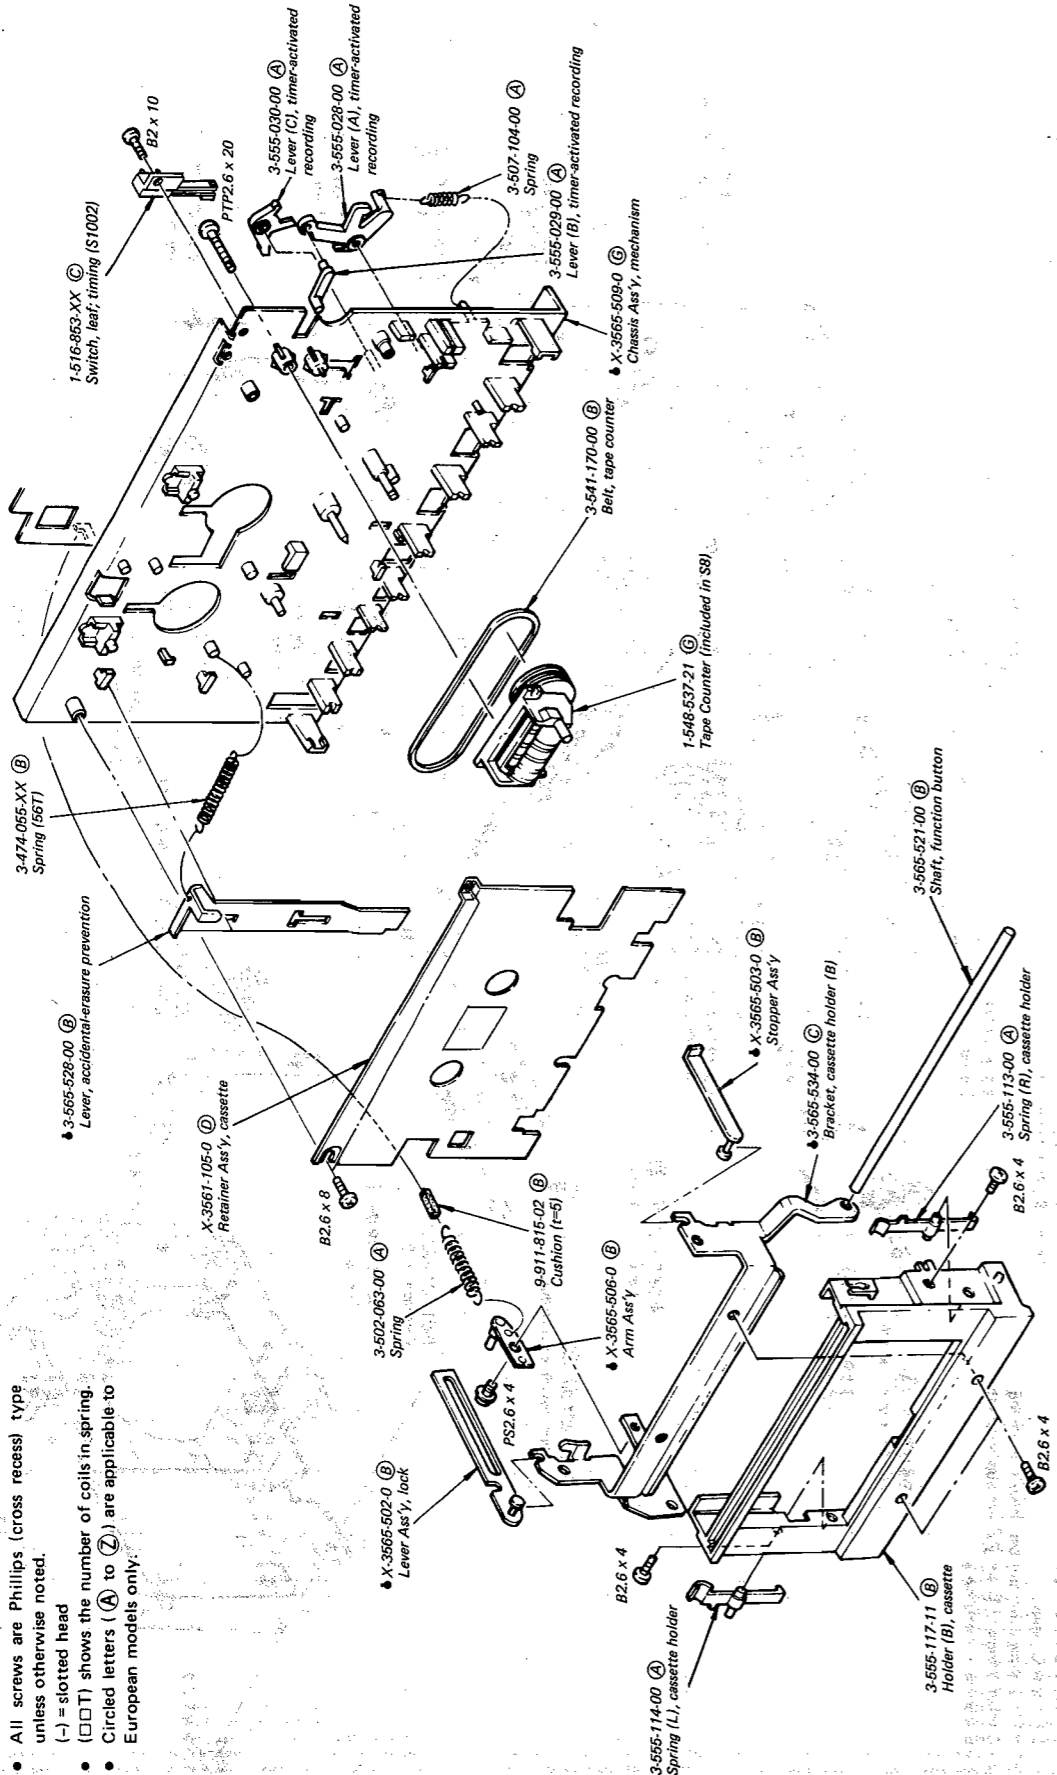 • All screws are Phillips (cross recess) type
unless otherwise noted.
(-) = slotted head
• (□□T) shows the number of coils in spring.
• Circled letters (Ⓐ to Ⓩ) are applicable to
European models only.
1-516-853-XX Ⓒ
Switch, leaf; timing (S1002)
B2 x 10
PTP2.6 x 20
3-555-030-00 Ⓐ
Lever (C), timer-activated
recording
3-555-028-00 Ⓐ
Lever (A), timer-activated
recording
3-507-104-00 Ⓐ
Spring
3-555-029-00 Ⓐ
Lever (B), timer-activated recording
X-3565-509-0 Ⓖ
Chassis Ass'y, mechanism
3-541-170-00 Ⓑ
Belt, tape counter
1-548-537-21 Ⓖ
Tape Counter (included in S8)
3-474-055-XX Ⓑ
Spring (56T)
3-565-528-00 Ⓑ
Lever, accidental-erasure prevention
X-3561-105-0 Ⓓ
Retainer Ass'y, cassette
B2.6 x 8
3-502-063-00 Ⓐ
Spring
9-911-815-02 Ⓑ
Cushion (t=5)
X-3565-506-0 Ⓑ
Arm Ass'y
PS2.6 x 4
X-3565-502-0 Ⓑ
Lever Ass'y, lock
X-3565-503-0 Ⓑ
Stopper Ass'y
3-565-534-00 Ⓒ
Bracket, cassette holder (B)
3-565-521-00 Ⓑ
Shaft, function button
3-555-113-00 Ⓐ
Spring (R), cassette holder
B2.6 x 4
B2.6 x 4
B2.6 x 4
3-555-114-00 Ⓐ
Spring (L), cassette holder
3-555-117-11 Ⓑ
Holder (B), cassette